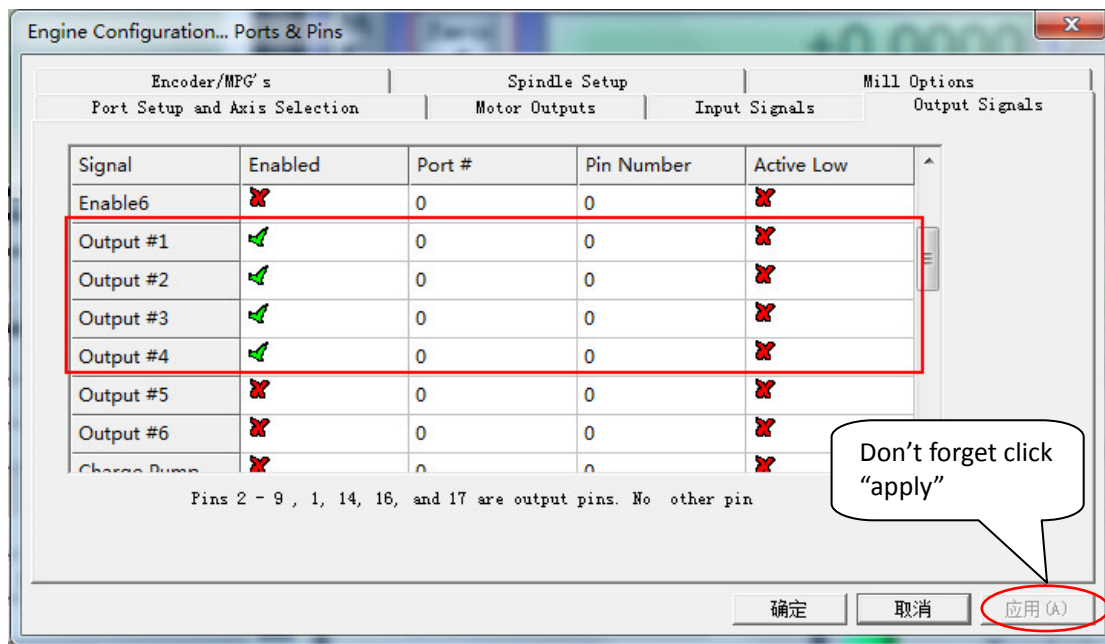 Engine Configuration... Ports & Pins
Encoder/MPG's Spindle Setup Mill Options
Port Setup and Axis Selection Motor Outputs Input Signals Output Signals
Signal Enabled Port # Pin Number Active Low
Enable6 0 0
Output #1 0 0
Output #2 0 0
Output #3 0 0
Output #4 0 0
Output #5 0 0
Output #6 0 0
Charge Pump 0 0
Pins 2 - 9 , 1, 14, 16, and 17 are output pins. No other pin
Don't forget click
“apply”
确定 取消 应用(A)